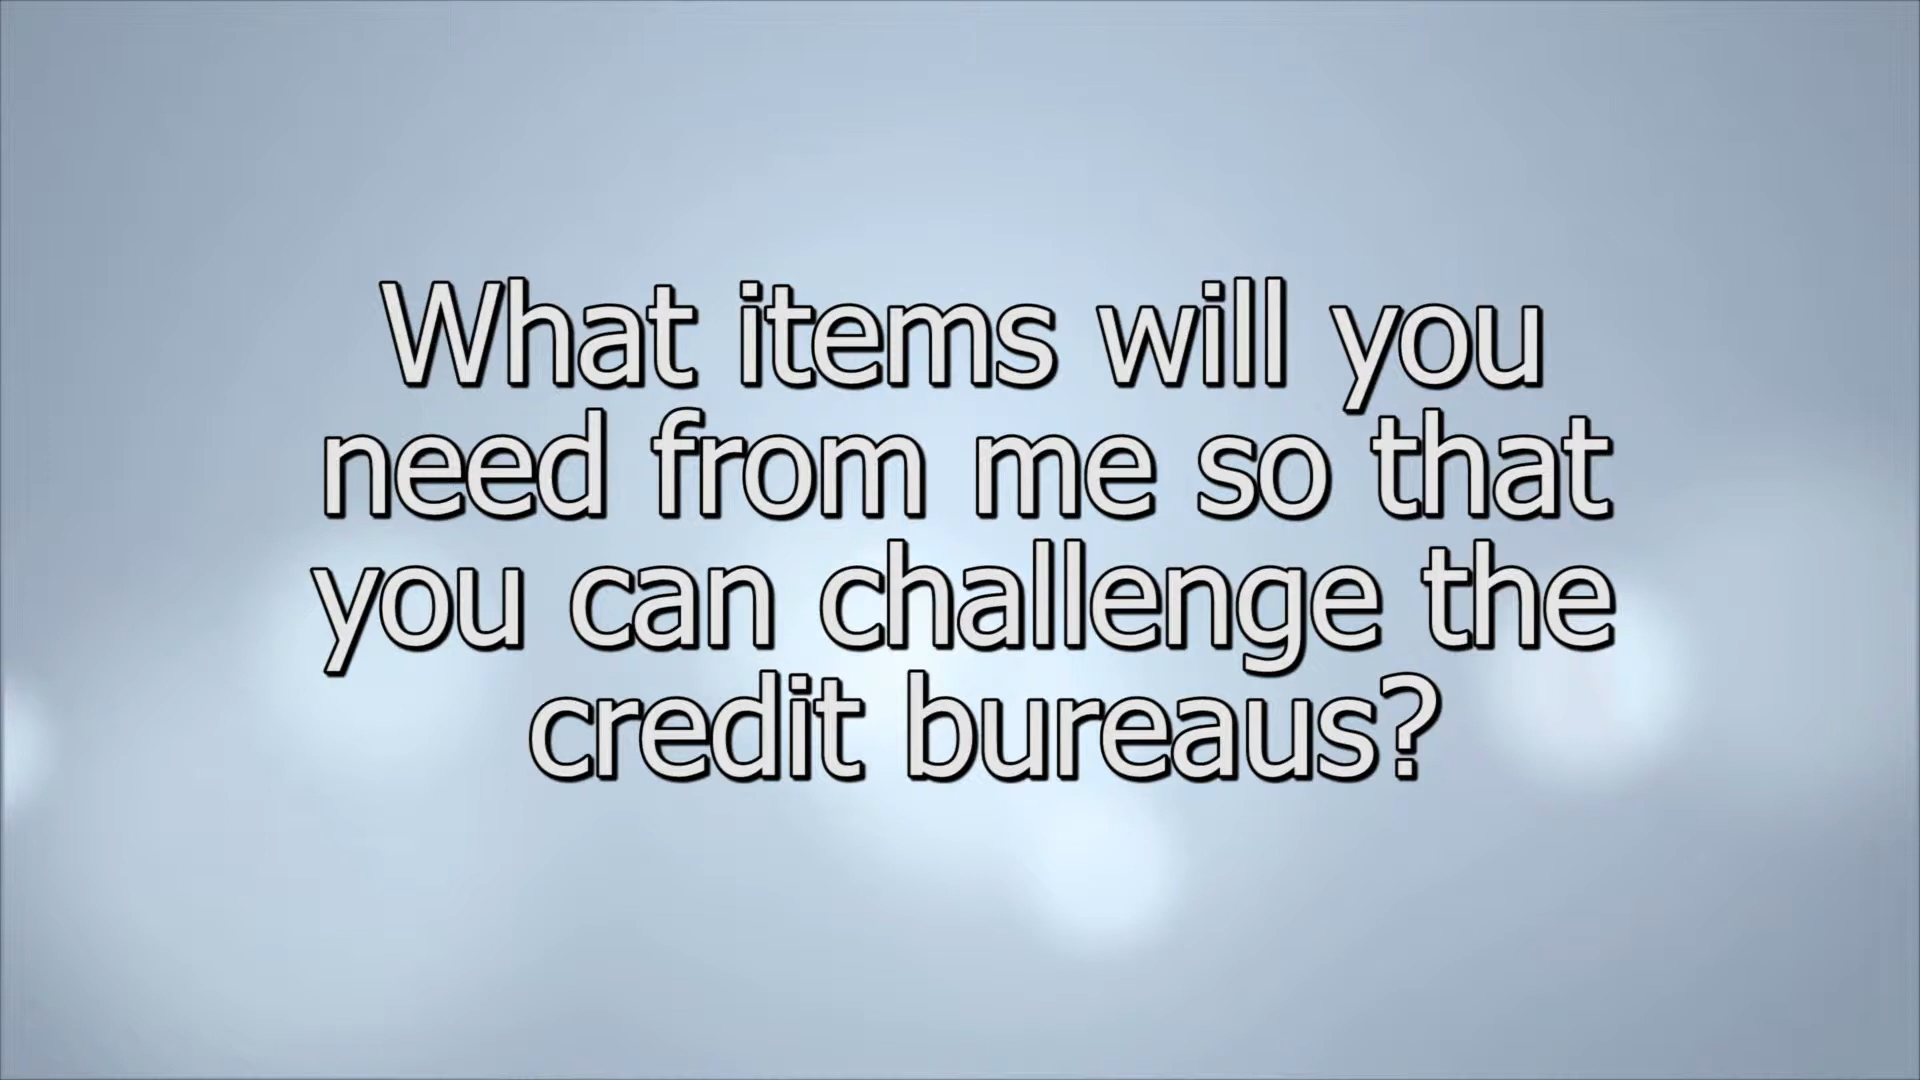 What items will you
need from me so that
you can challenge the
credit bureaus?